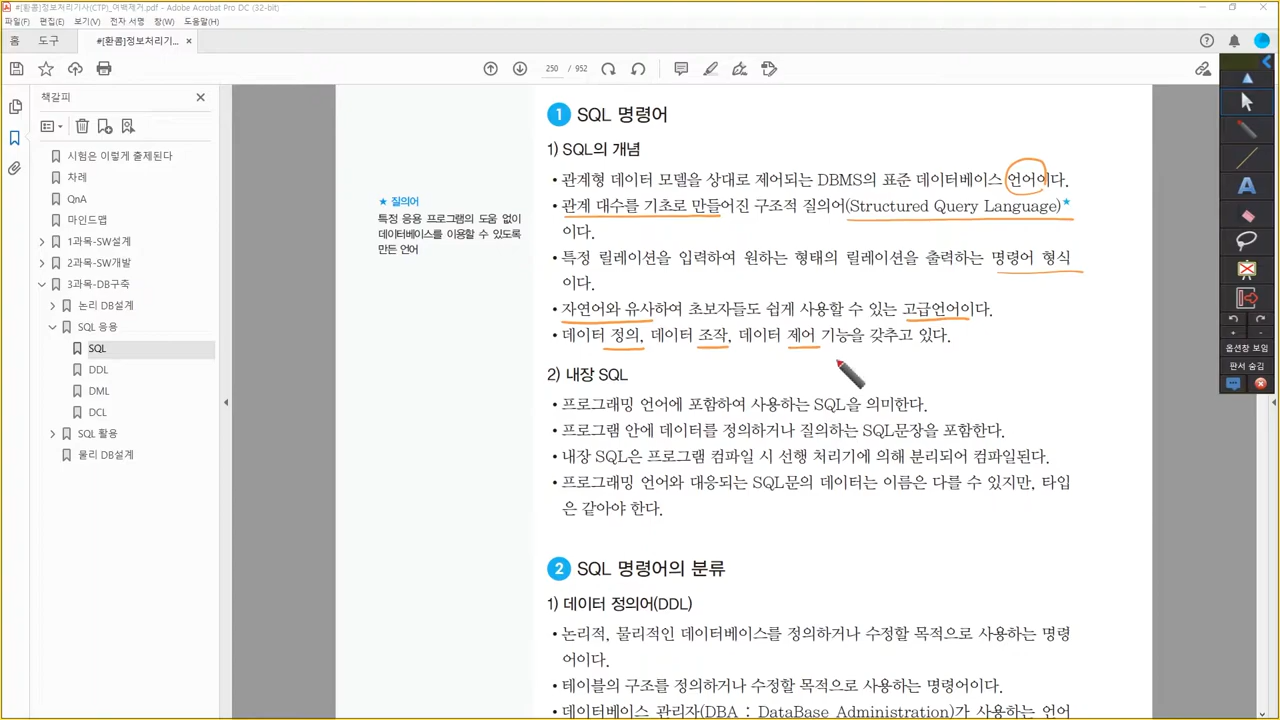 #[환콤]정보처리기사(CTP)_여백제거.pdf - Adobe Acrobat Pro DC (32-bit)
파일(F) 편집(E) 보기(V) 전자 서명 창(W) 도움말(H)
홈 도구 #[환콤]정보처리기... ×
250 / 952
책갈피
시험은 이렇게 출제된다
차례
QnA
마인드맵
1과목-SW설계
2과목-SW개발
3과목-DB구축
논리 DB설계
SQL 응용
SQL
DDL
DML
DCL
SQL 활용
물리 DB설계
★ 질의어
특정 응용 프로그램의 도움 없이
데이터베이스를 이용할 수 있도록
만든 언어
1 SQL 명령어
1) SQL의 개념
• 관계형 데이터 모델을 상대로 제어되는 DBMS의 표준 데이터베이스 언어이다.
• 관계 대수를 기초로 만들어진 구조적 질의어(Structured Query Language)★
이다.
• 특정 릴레이션을 입력하여 원하는 형태의 릴레이션을 출력하는 명령어 형식
이다.
• 자연어와 유사하여 초보자들도 쉽게 사용할 수 있는 고급언어이다.
• 데이터 정의, 데이터 조작, 데이터 제어 기능을 갖추고 있다.
2) 내장 SQL
• 프로그래밍 언어에 포함하여 사용하는 SQL을 의미한다.
• 프로그램 안에 데이터를 정의하거나 질의하는 SQL문장을 포함한다.
• 내장 SQL은 프로그램 컴파일 시 선행 처리기에 의해 분리되어 컴파일된다.
• 프로그래밍 언어와 대응되는 SQL문의 데이터는 이름은 다를 수 있지만, 타입
은 같아야 한다.
2 SQL 명령어의 분류
1) 데이터 정의어(DDL)
• 논리적, 물리적인 데이터베이스를 정의하거나 수정할 목적으로 사용하는 명령
어이다.
• 테이블의 구조를 정의하거나 수정할 목적으로 사용하는 명령어이다.
• 데이터베이스 관리자(DBA : DataBase Administration)가 사용하는 언어
A
옵션창 보임
판서 숨김